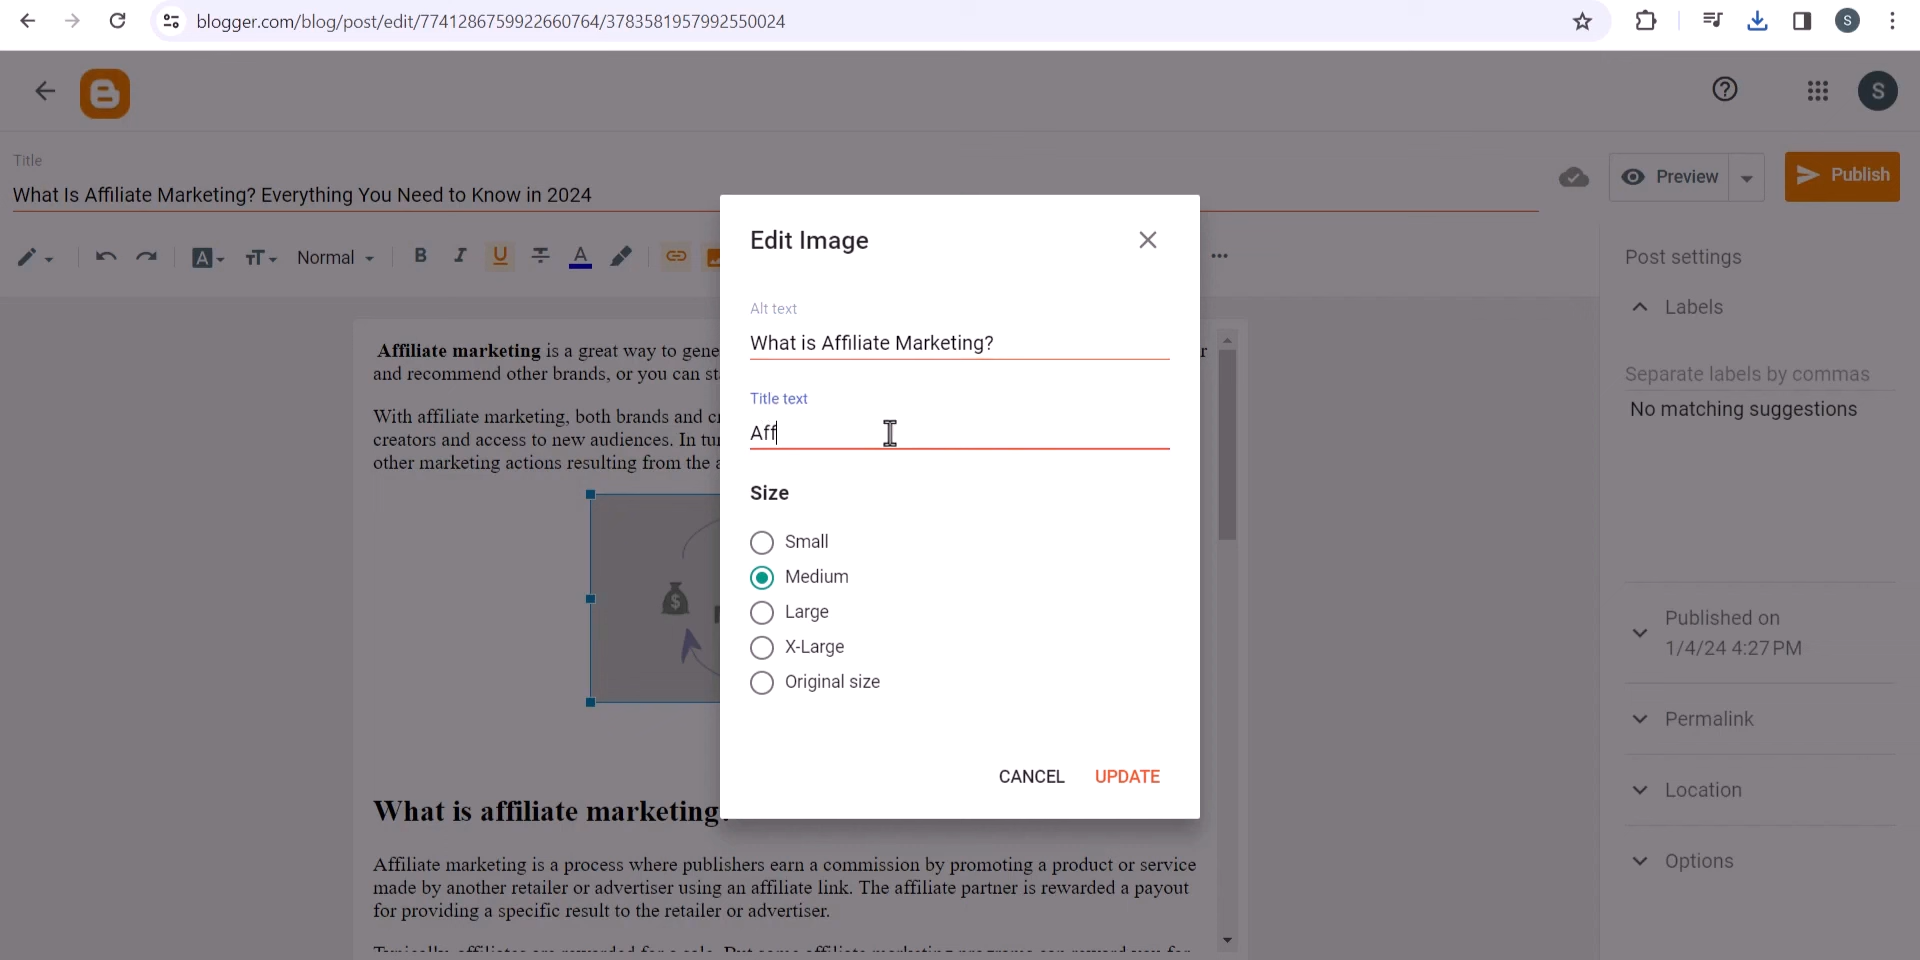 blogger.com/blog/post/edit/7741286759922660764/3783581957992550024
S
S
Title
What Is Affiliate Marketing? Everything You Need to Know in 2024
Preview
Publish
Normal
B I U A
Edit Image
Alt text
What is Affiliate Marketing?
Title text
Aff
Size
Small
Medium
Large
X-Large
Original size
CANCEL UPDATE
Affiliate marketing is a great way to gene
r
and recommend other brands, or you can st
With affiliate marketing, both brands and c
creators and access to new audiences. In tu
other marketing actions resulting from the a
$
What is affiliate marketing
Affiliate marketing is a process where publishers earn a commission by promoting a product or service
made by another retailer or advertiser using an affiliate link. The affiliate partner is rewarded a payout
for providing a specific result to the retailer or advertiser.
Post settings
Labels
Separate labels by commas
No matching suggestions
Published on
1/4/24 4:27 PM
Permalink
Location
Options